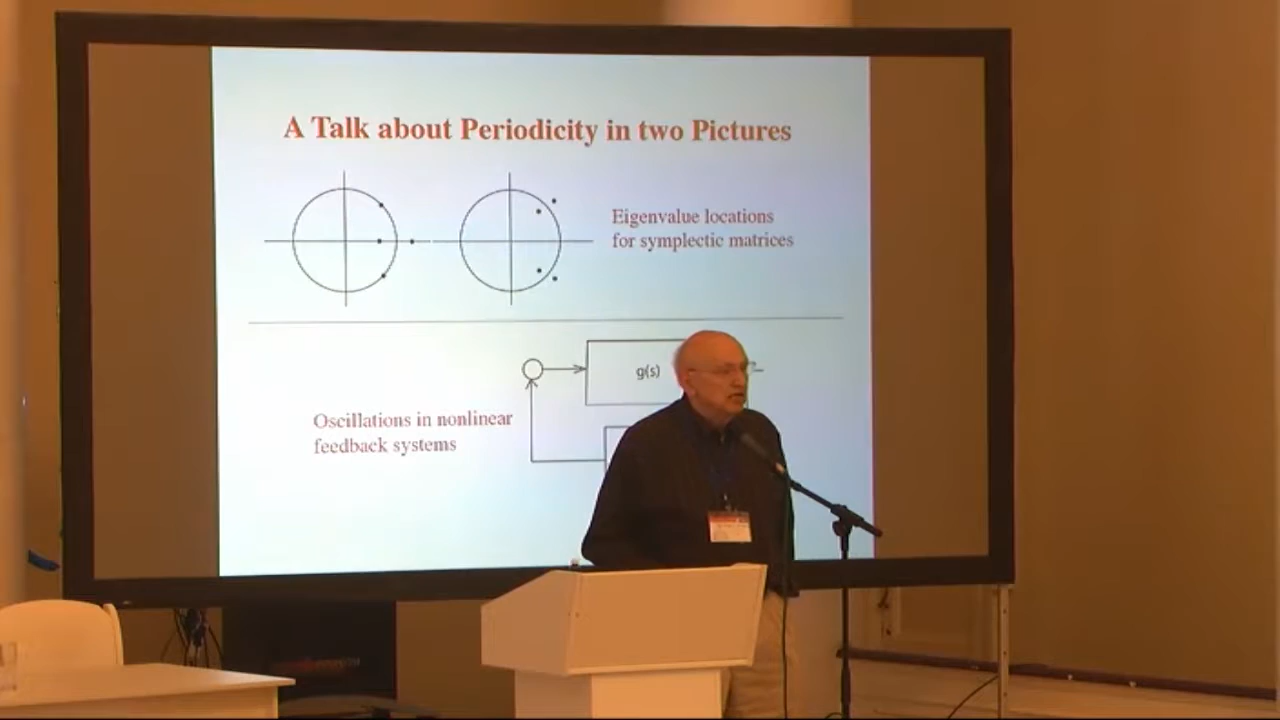 A Talk about Periodicity in two Pictures
Eigenvalue locations
for symplectic matrices
g(s)
Oscillations in nonlinear
feedback systems